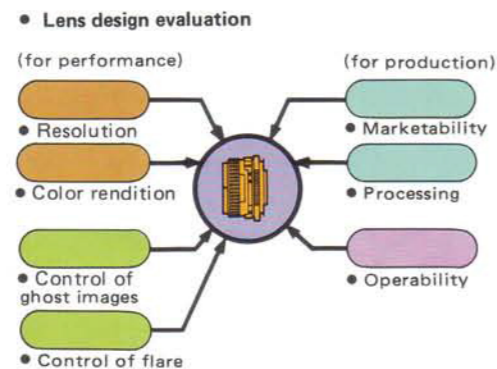 ● Lens design evaluation
(for performance)
● Resolution
● Color rendition
● Control of
ghost images
● Control of flare
(for production)
● Marketability
● Processing
● Operability